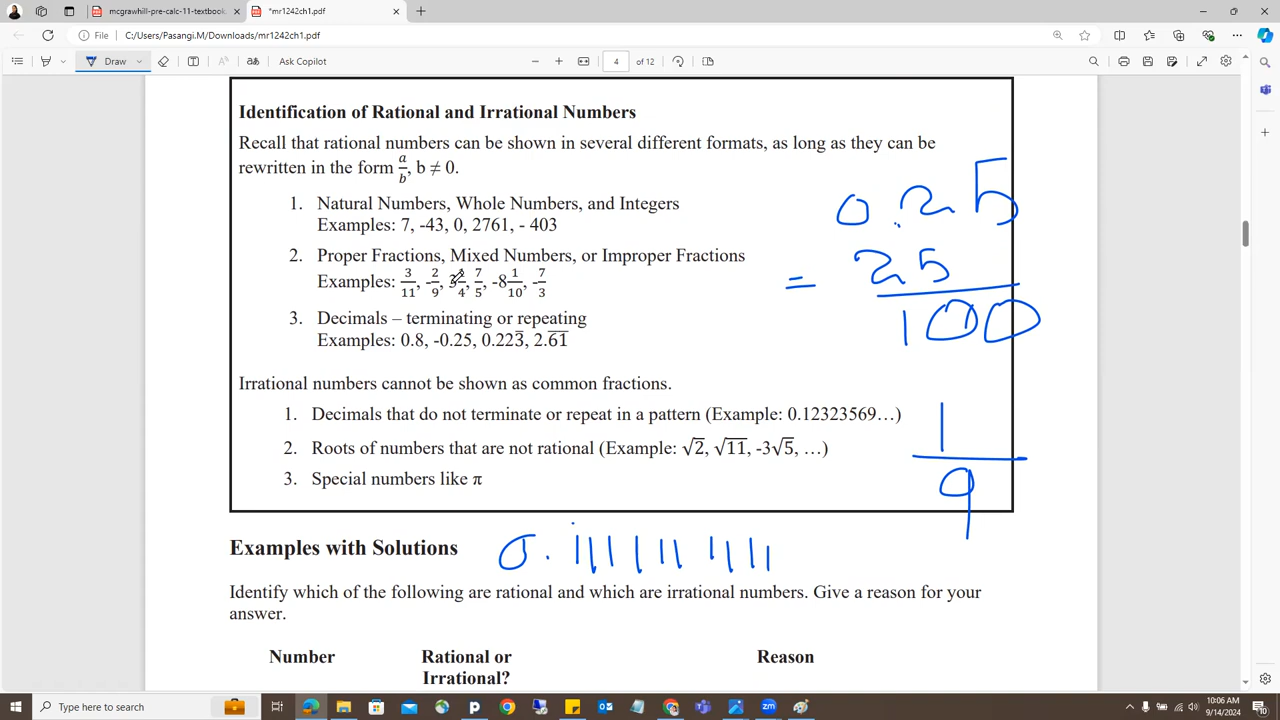 mcgrawhill-pre-calc-11-textbook
*mr1242ch1.pdf
File
C:/Users/Pasangi.M/Downloads/mr1242ch1.pdf
Draw
Ask Copilot
4 of 12
Identification of Rational and Irrational Numbers
Recall that rational numbers can be shown in several different formats, as long as they can be
rewritten in the form a/b, b ≠ 0.
1. Natural Numbers, Whole Numbers, and Integers
Examples: 7, -43, 0, 2761, - 403
2. Proper Fractions, Mixed Numbers, or Improper Fractions
Examples: 3/11, -2/9, 3 1/4, 7/5, -8 1/10, -7/3
3. Decimals – terminating or repeating
Examples: 0.8, -0.25, 0.223̅, 2.6̅1̅
0.25
= 25/100
Irrational numbers cannot be shown as common fractions.
1. Decimals that do not terminate or repeat in a pattern (Example: 0.12323569…)
2. Roots of numbers that are not rational (Example: √2, √11, -3√5, …)
3. Special numbers like π
1/9
Examples with Solutions
0.11111111111
Identify which of the following are rational and which are irrational numbers. Give a reason for your
answer.
Number Rational or Reason
Irrational?
Type here to search
10:06 AM
9/14/2024